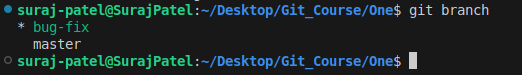 suraj-patel@SurajPatel:~/Desktop/Git_Course/One$ git branch
* bug-fix
  master
suraj-patel@SurajPatel:~/Desktop/Git_Course/One$